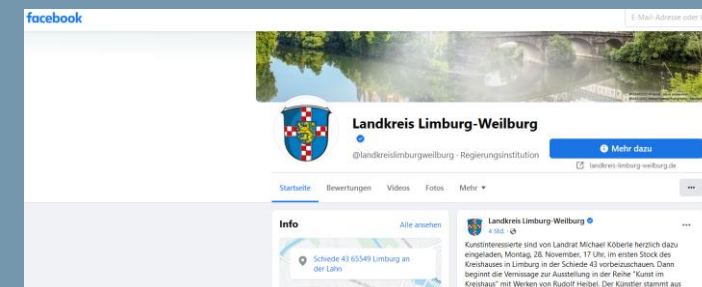 facebook
E-Mail-Adresse oder
Landkreis Limburg-Weilburg
@landkreislimburgweilburg · Regierungsinstitution
Mehr dazu
landkreis-limburg-weilburg.de
Startseite Bewertungen Videos Fotos Mehr
Info
Alle ansehen
Schiede 43 65549 Limburg an
der Lahn
Landkreis Limburg-Weilburg
4 Std. ·
Kunstinteressierte sind von Landrat Michael Köberle herzlich dazu
eingeladen, Montag, 28. November, 17 Uhr, im ersten Stock des
Kreishauses in Limburg in der Schiede 43 vorbeizuschauen. Dann
beginnt die Vernissage zur Ausstellung in der Reihe "Kunst im
Kreishaus" mit Werken von Rudolf Heibel. Der Künstler stammt aus